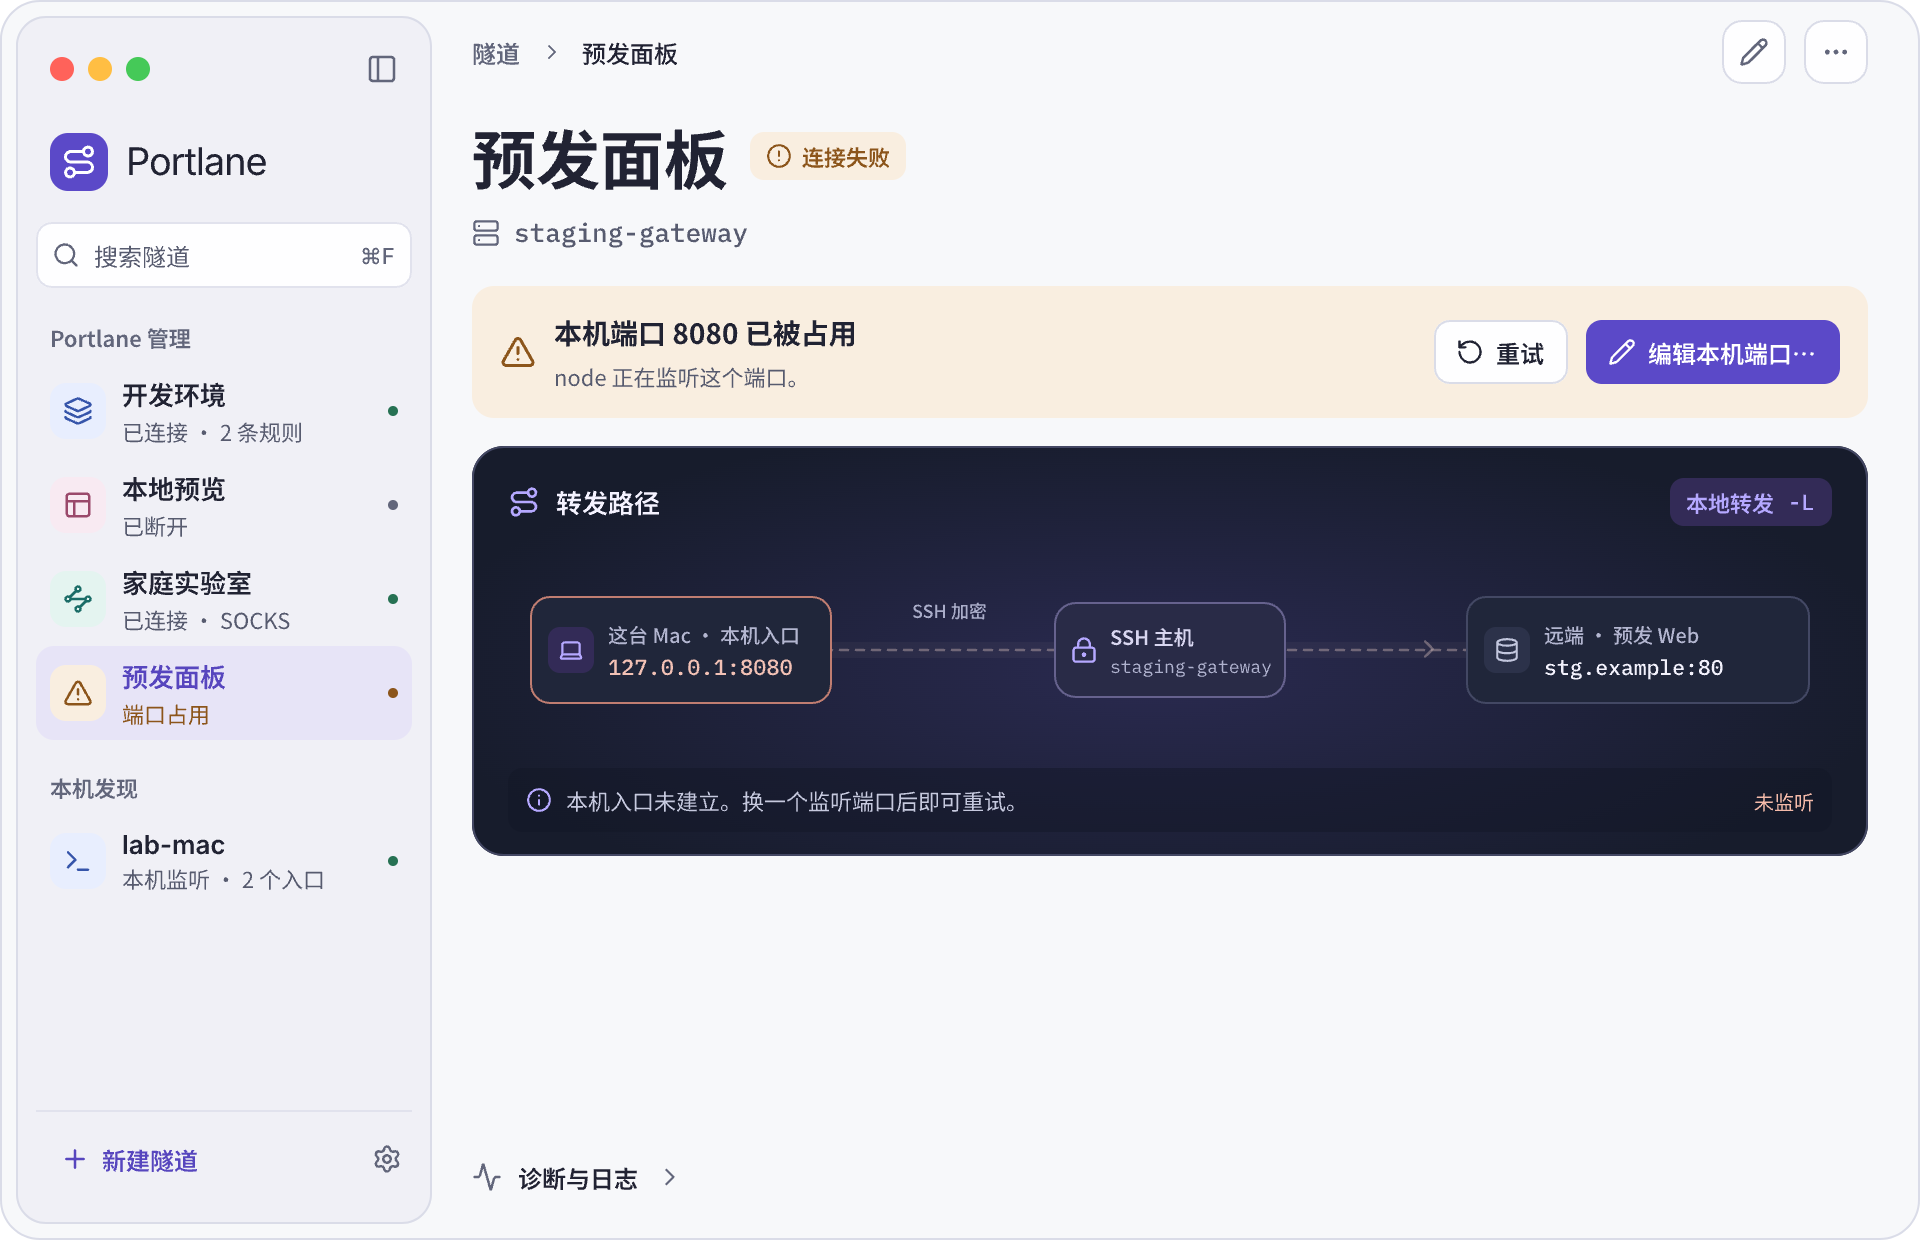 Portlane
搜索隧道 ⌘F
Portlane 管理
开发环境
已连接 • 2 条规则
本地预览
已断开
家庭实验室
已连接 • SOCKS
预发面板
端口占用
本机发现
lab-mac
本机监听 • 2 个入口
新建隧道
隧道 > 预发面板
预发面板
连接失败
staging-gateway
本机端口 8080 已被占用
node 正在监听这个端口。
重试
编辑本机端口…
转发路径
本地转发 -L
这台 Mac • 本机入口
127.0.0.1:8080
SSH 加密
SSH 主机
staging-gateway
远端 • 预发 Web
stg.example:80
本机入口未建立。换一个监听端口后即可重试。
未监听
诊断与日志